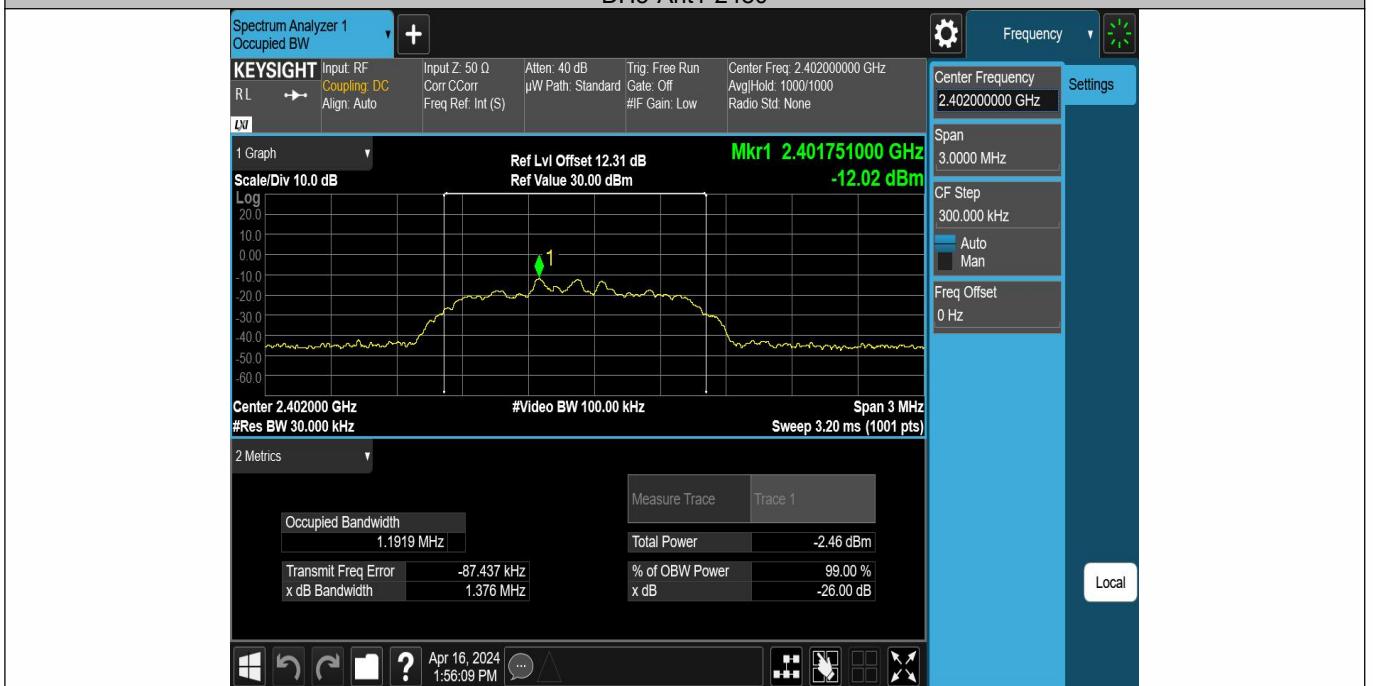 Spectrum Analyzer 1
Occupied BW
+
Frequency
KEYSIGHT
RL
LXI
Input: RF
Coupling: DC
Align: Auto
Input Z: 50 Ω
Corr CCorr
Freq Ref: Int (S)
Atten: 40 dB
µW Path: Standard
Trig: Free Run
Gate: Off
#IF Gain: Low
Center Freq: 2.402000000 GHz
Avg|Hold: 1000/1000
Radio Std: None
Center Frequency
2.402000000 GHz
Settings
Span
3.0000 MHz
CF Step
300.000 kHz
Auto
Man
Freq Offset
0 Hz
Local
1 Graph
Scale/Div 10.0 dB
Ref Lvl Offset 12.31 dB
Ref Value 30.00 dBm
Mkr1 2.401751000 GHz
-12.02 dBm
Log
20.0
10.0
0.00
-10.0
-20.0
-30.0
-40.0
-50.0
-60.0
1
Center 2.402000 GHz
#Video BW 100.00 kHz
Span 3 MHz
#Res BW 30.000 kHz
Sweep 3.20 ms (1001 pts)
2 Metrics
Measure Trace
Trace 1
Occupied Bandwidth
1.1919 MHz
Total Power
-2.46 dBm
Transmit Freq Error
-87.437 kHz
% of OBW Power
99.00 %
x dB Bandwidth
1.376 MHz
x dB
-26.00 dB
?
Apr 16, 2024
1:56:09 PM